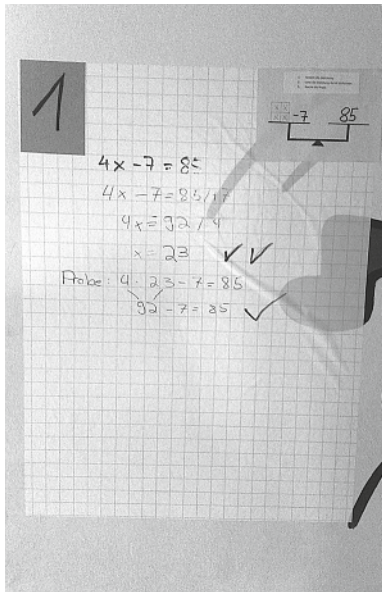 1
x x
x x -7 85
4x - 7 = 85
4x - 7 = 85 /+7
4x = 92 / 4
x = 23
Probe: 4 · 23 - 7 = 85
92 - 7 = 85